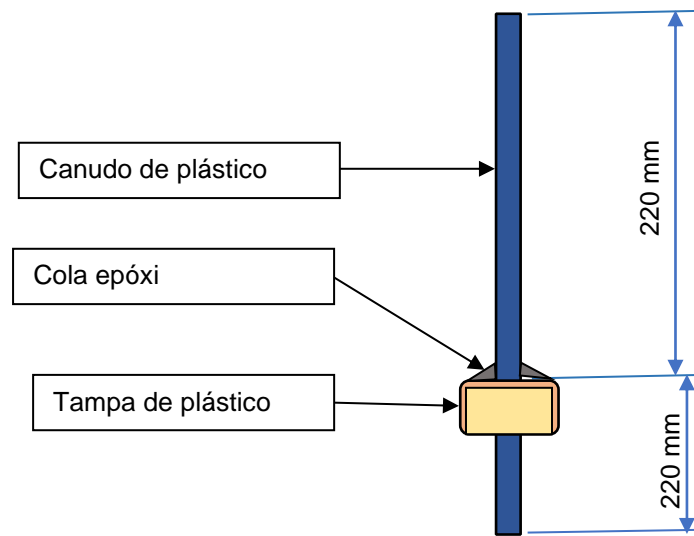 Canudo de plástico
Cola epóxi
Tampa de plástico
220 mm
220 mm